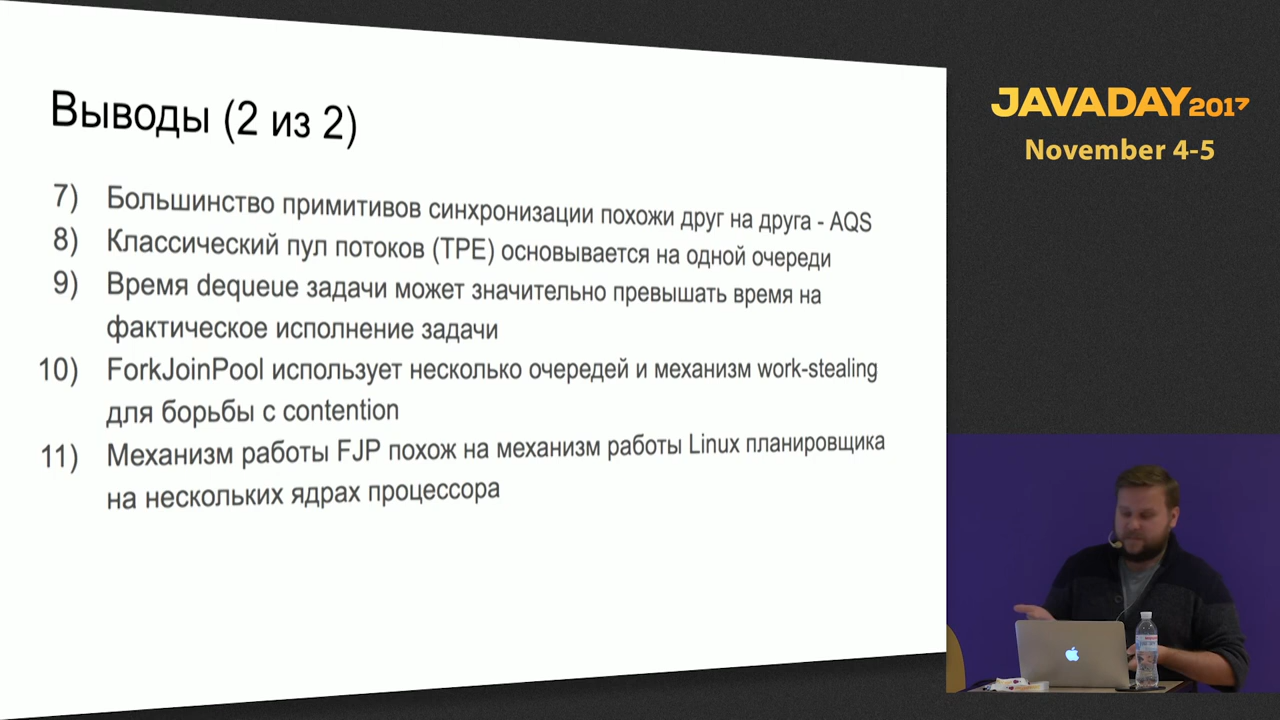 Выводы (2 из 2)
7) Большинство примитивов синхронизации похожи друг на друга - AQS
8) Классический пул потоков (TPE) основывается на одной очереди
9) Время dequeue задачи может значительно превышать время на
фактическое исполнение задачи
10) ForkJoinPool использует несколько очередей и механизм work-stealing
для борьбы с contention
11) Механизм работы FJP похож на механизм работы Linux планировщика
на нескольких ядрах процессора
JAVADAY2017
November 4-5